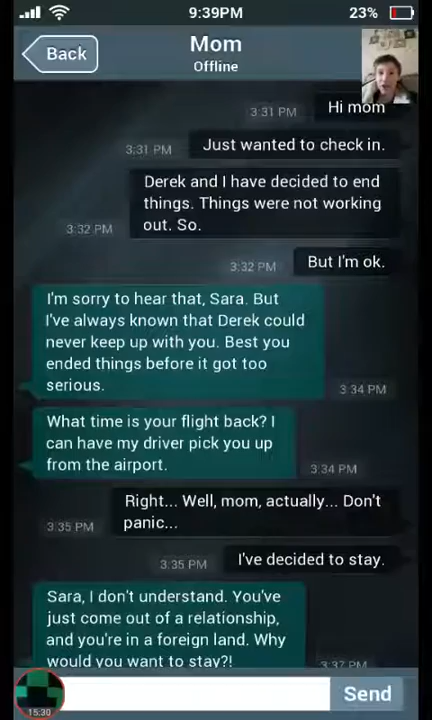 9:39PM
23%
Back
Mom
Offline
3:31 PM
Hi mom
3:31 PM
Just wanted to check in.
Derek and I have decided to end
things. Things were not working
out. So.
3:32 PM
3:32 PM
But I'm ok.
I'm sorry to hear that, Sara. But
I've always known that Derek could
never keep up with you. Best you
ended things before it got too
serious.
3:34 PM
What time is your flight back? I
can have my driver pick you up
from the airport.
3:34 PM
Right... Well, mom, actually... Don't
panic...
3:35 PM
3:35 PM
I've decided to stay.
Sara, I don't understand. You've
just come out of a relationship,
and you're in a foreign land. Why
would you want to stay?!
3:37 PM
15:30
Send